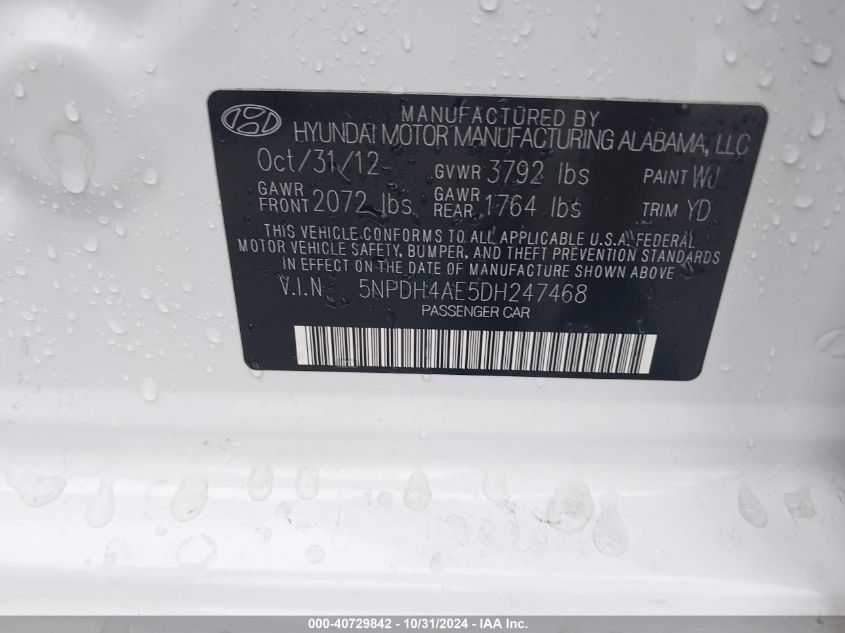 MANUFACTURED BY
HYUNDAI MOTOR MANUFACTURING ALABAMA, LLC
Oct/31/12 GVWR 3792 lbs PAINT WJ
GAWR FRONT 2072 lbs GAWR REAR 1764 lbs TRIM YD
THIS VEHICLE CONFORMS TO ALL APPLICABLE U.S.A. FEDERAL
MOTOR VEHICLE SAFETY, BUMPER, AND THEFT PREVENTION STANDARDS
IN EFFECT ON THE DATE OF MANUFACTURE SHOWN ABOVE
V.I.N 5NPDH4AE5DH247468
PASSENGER CAR
000-40729842 - 10/31/2024 - IAA Inc.